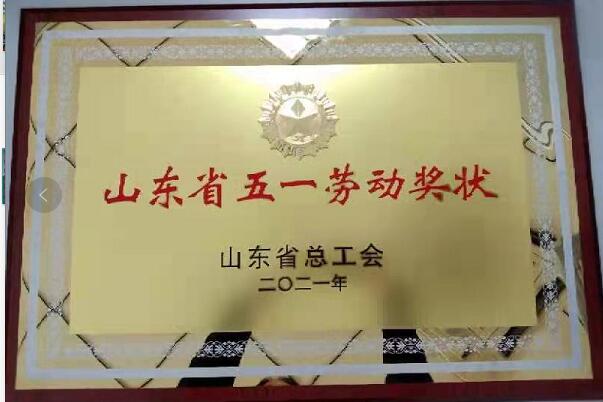 山东省五一劳动奖状
山东省总工会
二〇二一年